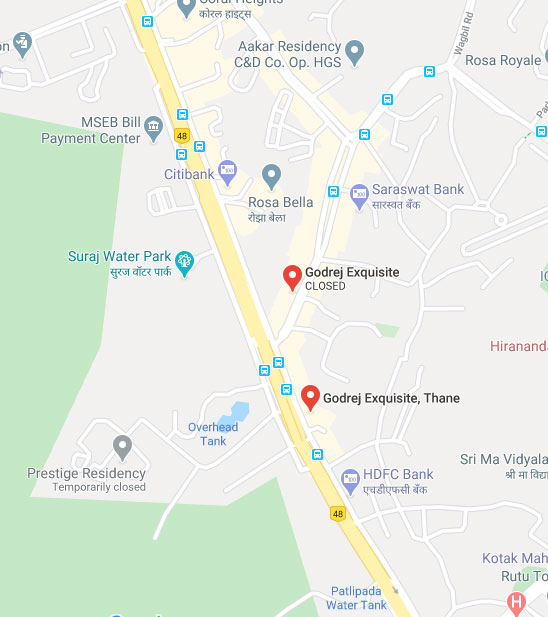 कोरल हाइट्स
Aakar Residency
C&D Co. Op. HGS
Wagbil Rd
Rosa Royale
MSEB Bill
Payment Center
48
Citibank
Rosa Bella
रोझा बेला
Saraswat Bank
सारस्वत बँक
Suraj Water Park
सुरज वॉटर पार्क
Godrej Exquisite
CLOSED
Hiranand
Godrej Exquisite, Thane
Overhead
Tank
Prestige Residency
Temporarily closed
HDFC Bank
एचडीएफसी बँक
Sri Ma Vidyala
श्री मा विद्या
48
Kotak Mah
Rutu To
H
Patlipada
Water Tank